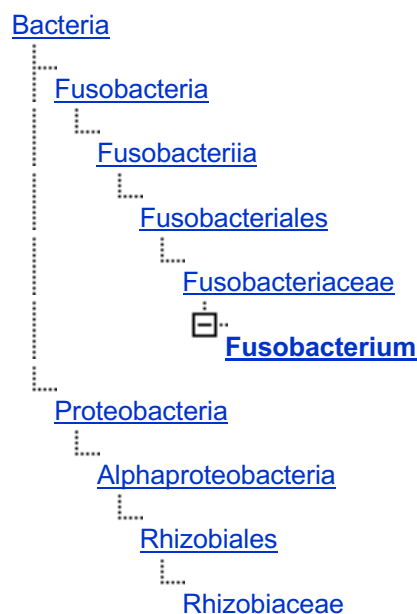 Bacteria
Fusobacteria
Fusobacteriia
Fusobacteriales
Fusobacteriaceae
Fusobacterium
Proteobacteria
Alphaproteobacteria
Rhizobiales
Rhizobiaceae